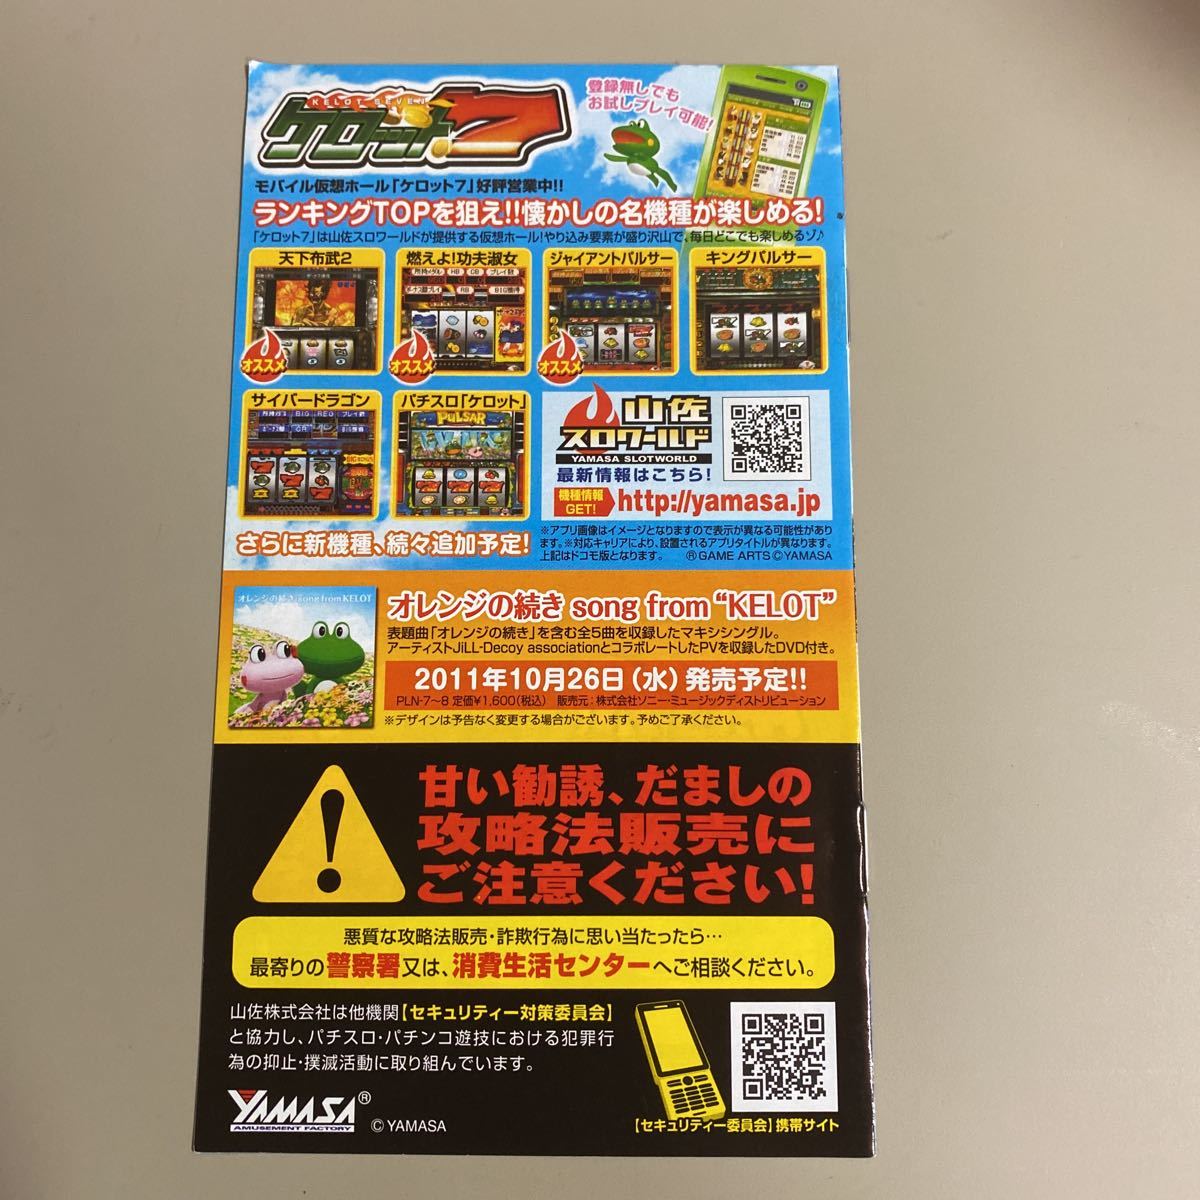 KELOT SEVEN
ケロット7
登録無しでも
お試しプレイ可能!
モバイル仮想ホール「ケロット7」好評営業中!!
ランキングTOPを狙え!!懐かしの名機種が楽しめる!
「ケロット7」は山佐スロワールドが提供する仮想ホール!やり込み要素が盛り沢山で、毎日どこでも楽しめるゾ♪
天下布武2
燃えよ!功夫淑女
ジャイアントパルサー
キングパルサー
オススメ
オススメ
オススメ
サイバードラゴン
パチスロ「ケロット」
PULSAR
山佐
スロワールド
YAMASA SLOTWORLD
最新情報はこちら!
機種情報
GET!
http://yamasa.jp
さらに新機種、続々追加予定!
※アプリ画像はイメージとなりますので表示が異なる可能性があり
ます。※対応キャリアにより、設置されるアプリタイトルが異なります。
上記はドコモ版となります。 ®GAME ARTS ©YAMASA
オレンジの続き song from KELOT
オレンジの続き song from “KELOT”
表題曲「オレンジの続き」を含む全5曲を収録したマキシシングル。
アーティストJiLL-Decoy associationとコラボレートしたPVを収録したDVD付き。
2011年10月26日(水)発売予定!!
PLN-7〜8 定価¥1,600(税込) 販売元:株式会社ソニー・ミュージックディストリビューション
※デザインは予告なく変更する場合がございます。予めご了承ください。
甘い勧誘、だましの
攻略法販売に
ご注意ください!
悪質な攻略法販売・詐欺行為に思い当たったら…
最寄りの警察署又は、消費生活センターへご相談ください。
山佐株式会社は他機関【セキュリティー対策委員会】
と協力し、パチスロ・パチンコ遊技における犯罪行
為の抑止・撲滅活動に取り組んでいます。
YAMASA®
AMUSEMENT FACTORY
©YAMASA
【セキュリティー委員会】携帯サイト